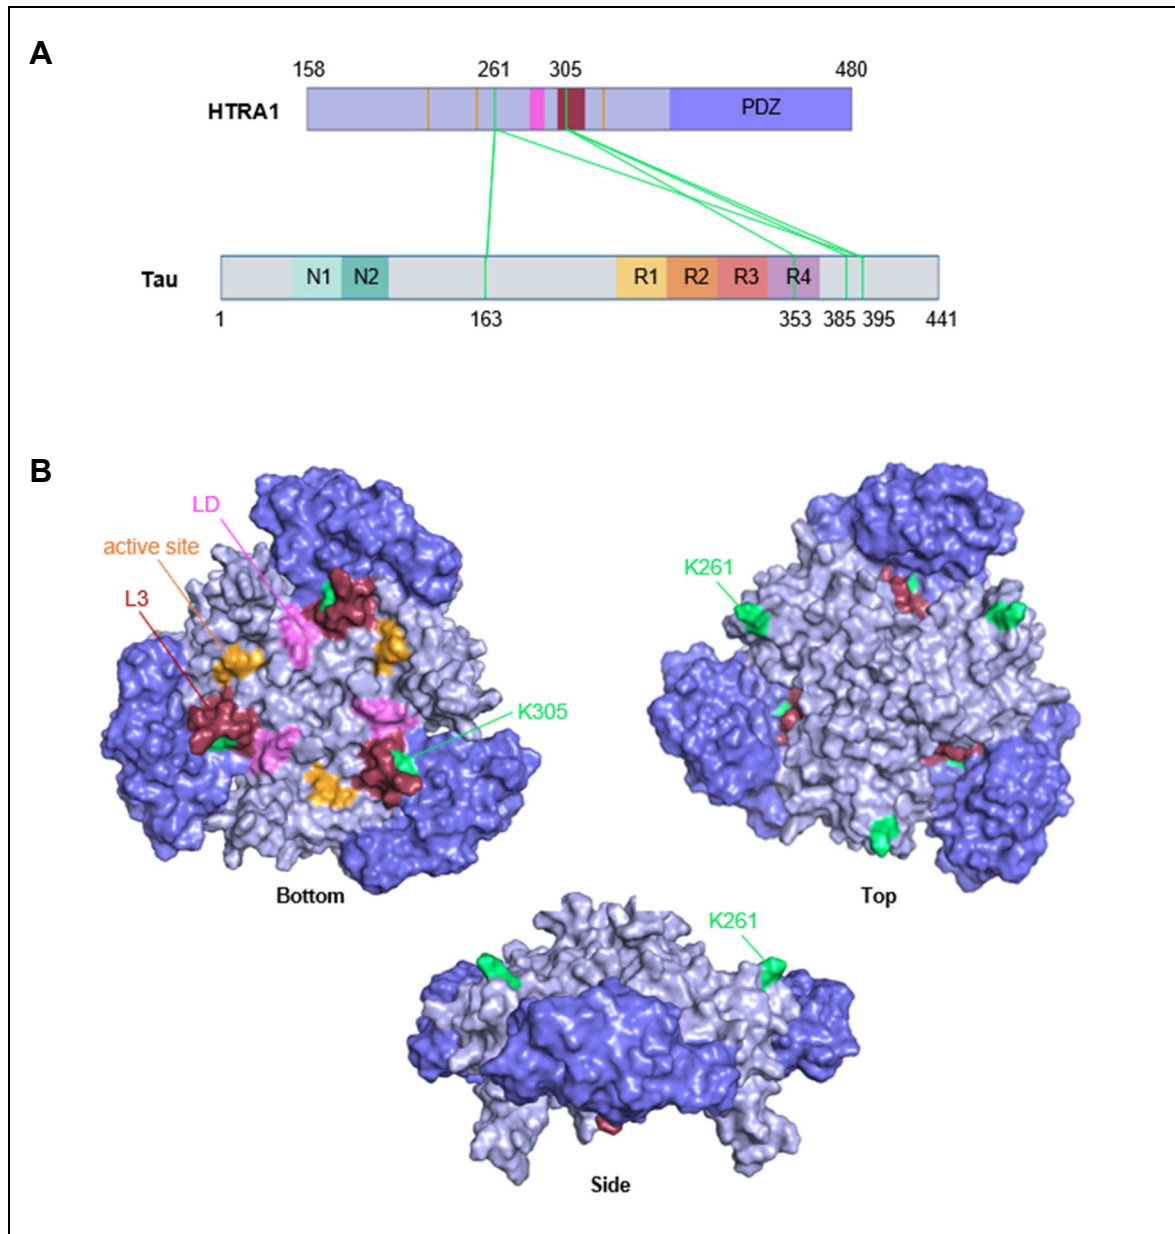 A
158 261 305 480
HTRA1 PDZ
Tau N1 N2 R1 R2 R3 R4
1 163 353 385 395 441
B
LD
active site
L3
K305
Bottom
K261
Top
K261
Side